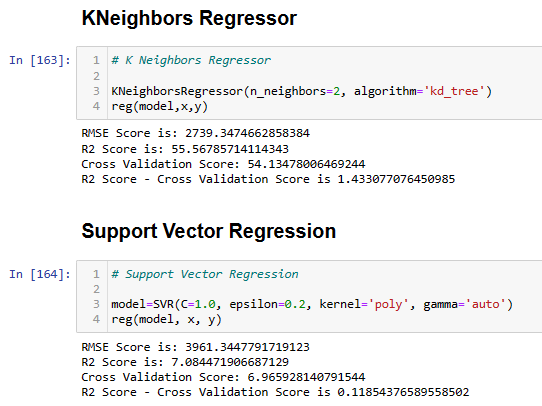 KNeighbors Regressor
In [163]:
1 # K Neighbors Regressor
2
3 KNeighborsRegressor(n_neighbors=2, algorithm='kd_tree')
4 reg(model,x,y)
RMSE Score is: 2739.3474662858384
R2 Score is: 55.56785714114343
Cross Validation Score: 54.13478006469244
R2 Score - Cross Validation Score is 1.433077076450985
Support Vector Regression
In [164]:
1 # Support Vector Regression
2
3 model=SVR(C=1.0, epsilon=0.2, kernel='poly', gamma='auto')
4 reg(model, x, y)
RMSE Score is: 3961.3447791719123
R2 Score is: 7.084471906687129
Cross Validation Score: 6.965928140791544
R2 Score - Cross Validation Score is 0.11854376589558502